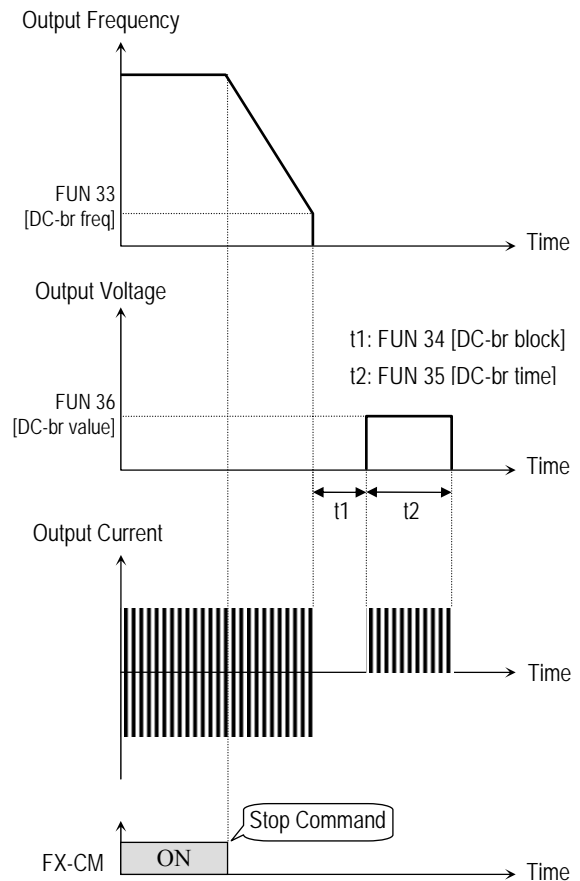 Output Frequency
FUN 33
[DC-br freq]
Time
Output Voltage
t1: FUN 34 [DC-br block]
t2: FUN 35 [DC-br time]
FUN 36
[DC-br value]
Time
t1
t2
Output Current
Time
Stop Command
FX-CM
ON
Time